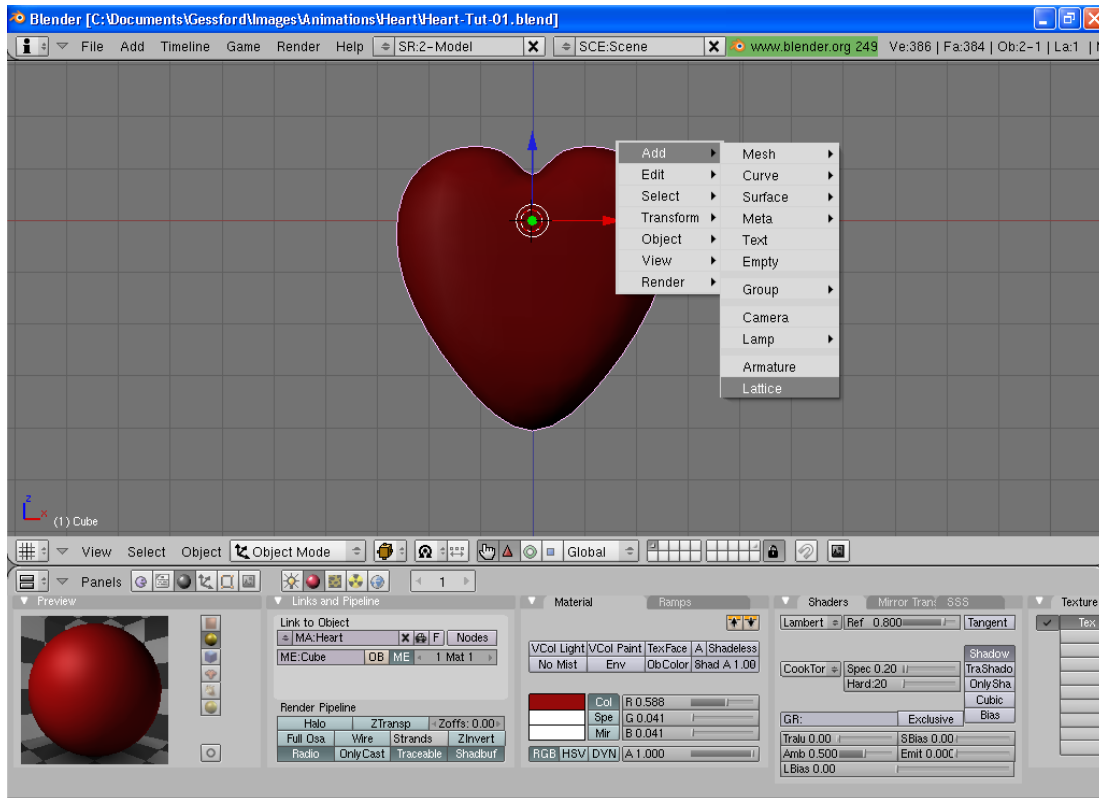 Blender [C:\Documents\Gessford\Images\Animations\Heart\Heart-Tut-01.blend]
File Add Timeline Game Render Help SR:2-Model SCE:Scene www.blender.org 249 Ve:386 | Fa:384 | Ob:2-1 | La:1 |
Add
Edit
Select
Transform
Object
View
Render
Mesh
Curve
Surface
Meta
Text
Empty
Group
Camera
Lamp
Armature
Lattice
z
x
(1) Cube
View Select Object Object Mode Global
Panels 1
Preview
Links and Pipeline
Link to Object
MA:Heart F Nodes
ME:Cube OB ME 1 Mat 1
Render Pipeline
Halo ZTransp Zoffs: 0.00
Full Osa Wire Strands ZInvert
Radio OnlyCast Traceable Shadbuf
Material Ramps
VCol Light VCol Paint TexFace A Shadeless
No Mist Env ObColor Shad A 1.00
Col R 0.588
Spe G 0.041
Mir B 0.041
RGB HSV DYN A 1.000
Shaders Mirror Tran SSS
Lambert Ref 0.800 Tangent
Shadow
CookTor Spec 0.20 TraShado
Hard:20 OnlySha
Cubic
GR: Exclusive Bias
Tralu 0.00 SBias 0.00
Amb 0.500 Emit 0.000
LBias 0.00
Texture
Tex